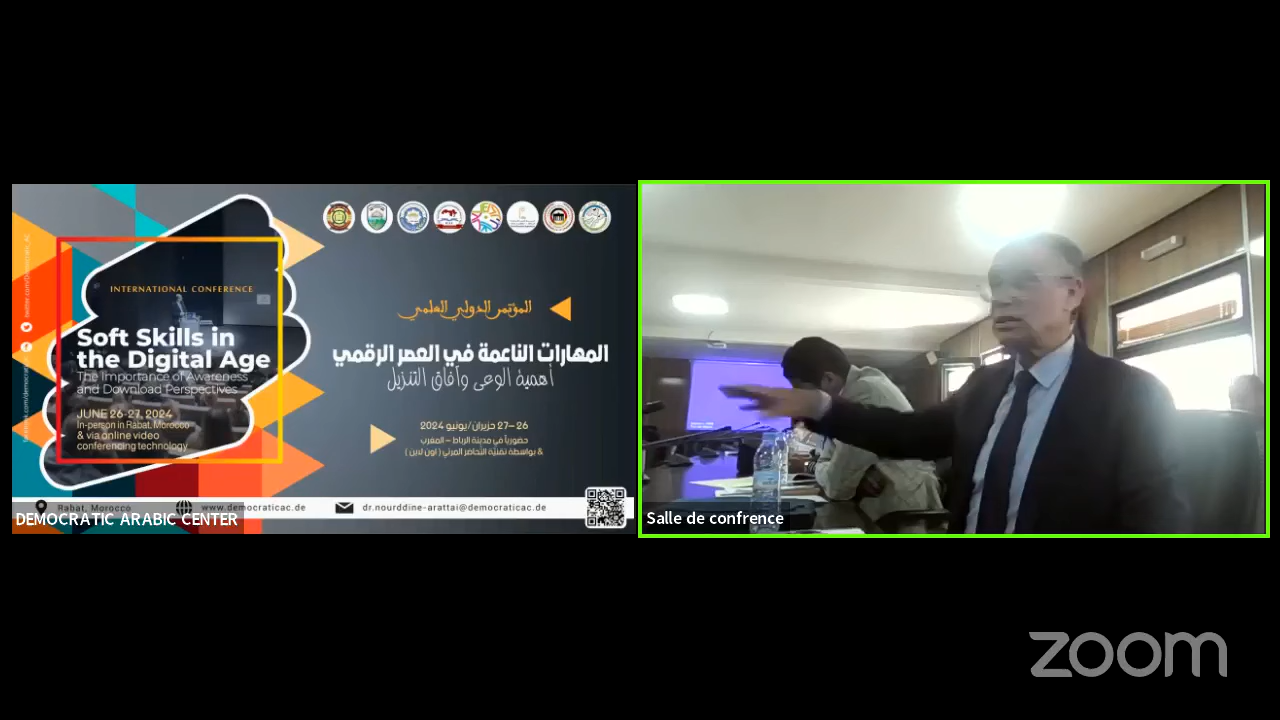 INTERNATIONAL CONFERENCE
Soft Skills in
the Digital Age
The Importance of Awareness
and Download Perspectives
JUNE 26-27, 2024
In-person in Rabat, Morocco
& via online video
conferencing technology
المؤتمر الدولي العلمي
المهارات الناعمة في العصر الرقمي
أهمية الوعي وآفاق التنزيل
26–27 حزيران/يونيو 2024
حضورياً في مدينة الرباط – المغرب
& بواسطة تقنيّة التحاضر المرئي ( اون لاين )
Rabat, Morocco
www.democraticac.de
dr.nourddine-arattai@democraticac.de
DEMOCRATIC ARABIC CENTER
Salle de confrence
zoom